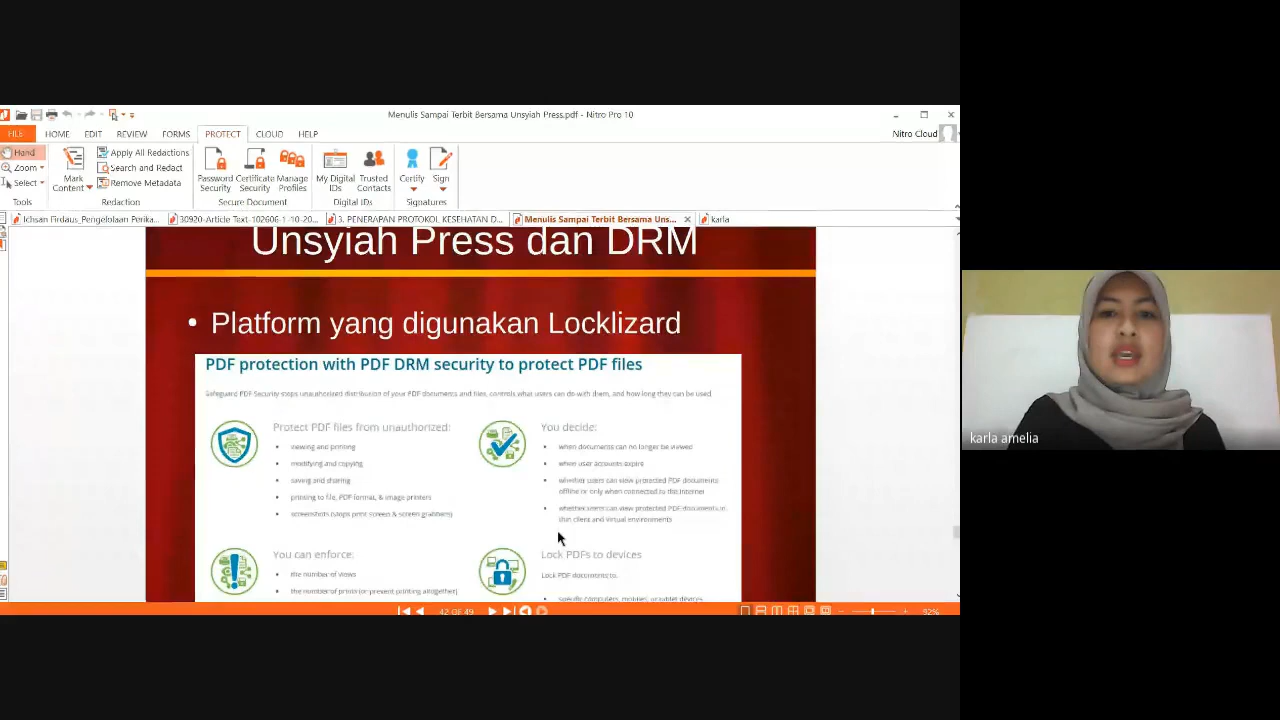 Menulis Sampai Terbit Bersama Unsyiah Press.pdf - Nitro Pro 10
FILE HOME EDIT REVIEW FORMS PROTECT CLOUD HELP
Nitro Cloud
Hand
Zoom
Select
Tools
Mark Content
Apply All Redactions
Search and Redact
Remove Metadata
Redaction
Password Security
Certificate Security
Manage Profiles
Secure Document
My Digital IDs
Trusted Contacts
Digital IDs
Certify
Sign
Signatures
Ichsan Firdaus_Pengelolaan Perika...
30920-Article Text-102606-1-10-20...
3. PENERAPAN PROTOKOL KESEHATAN D...
Menulis Sampai Terbit Bersama Uns...
karla
Unsyiah Press dan DRM
• Platform yang digunakan Locklizard
PDF protection with PDF DRM security to protect PDF files
Safeguard PDF Security stops unauthorized distribution of your PDF documents and files, controls what users can do with them, and how long they can be used.
Protect PDF files from unauthorized:
• viewing and printing
• modifying and copying
• saving and sharing
• printing to file, PDF format, & image printers
• screenshots (stops print screen & screen grabbers)
You decide:
• when documents can no longer be viewed
• when user accounts expire
• whether users can view protected PDF documents
offline or only when connected to the Internet
• whether users can view protected PDF documents in
thin client and virtual environments
You can enforce:
• the number of views
• the number of prints (or prevent printing altogether)
Lock PDFs to devices
Lock PDF documents to:
• specific computers, mobiles, or tablet devices
42 OF 49
92%
karla amelia